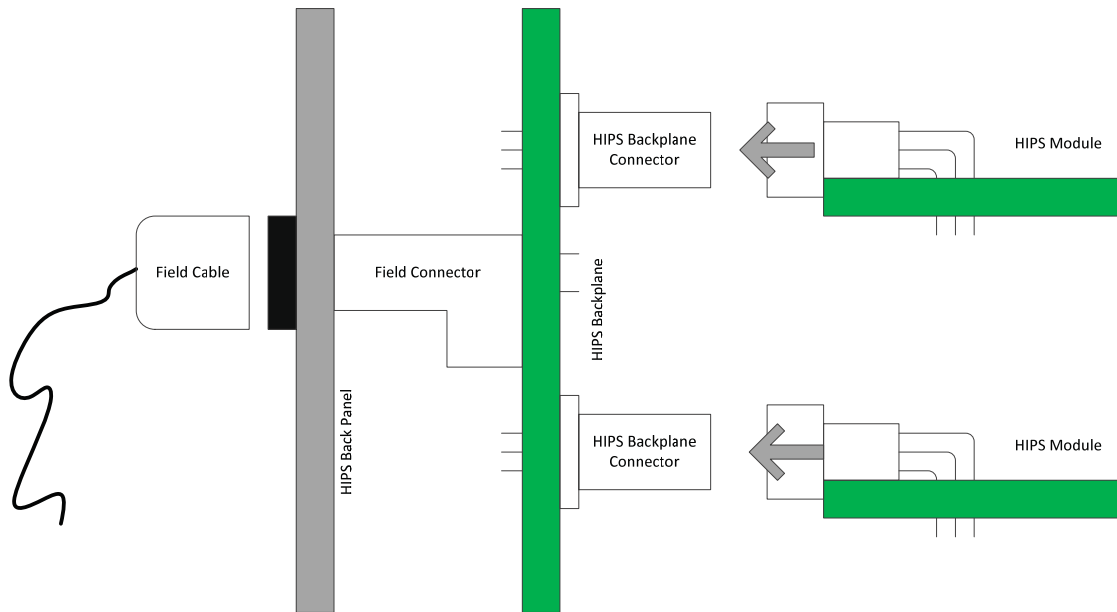 HIPS Backplane
Connector
HIPS Module
Field Cable
Field Connector
HIPS Backplane
HIPS Back Panel
HIPS Backplane
Connector
HIPS Module